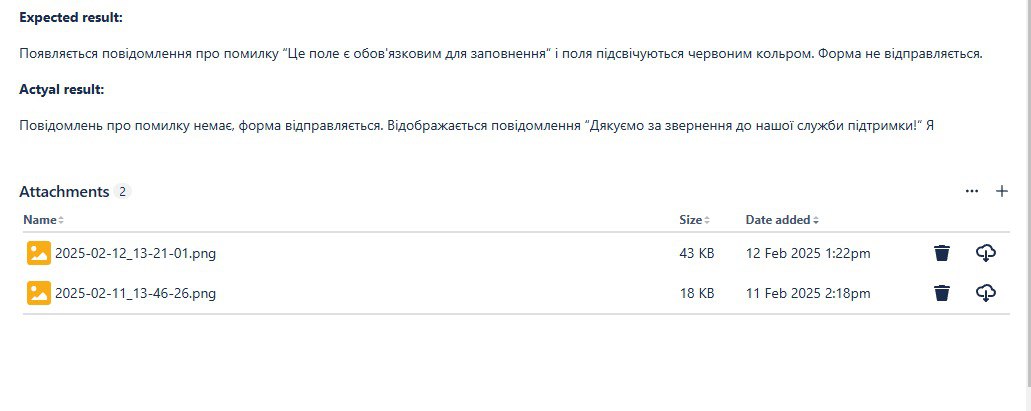 Expected result:
Появляється повідомлення про помилку “Це поле є обов'язковим для заповнення“ і поля підсвічуються червоним кольром. Форма не відправляється.
Actyal result:
Повідомлень про помилку немає, форма відправляється. Відображається повідомлення “Дякуємо за звернення до нашої служби підтримки!“ Я
Attachments 2
Name Size Date added
2025-02-12_13-21-01.png 43 KB 12 Feb 2025 1:22pm
2025-02-11_13-46-26.png 18 KB 11 Feb 2025 2:18pm